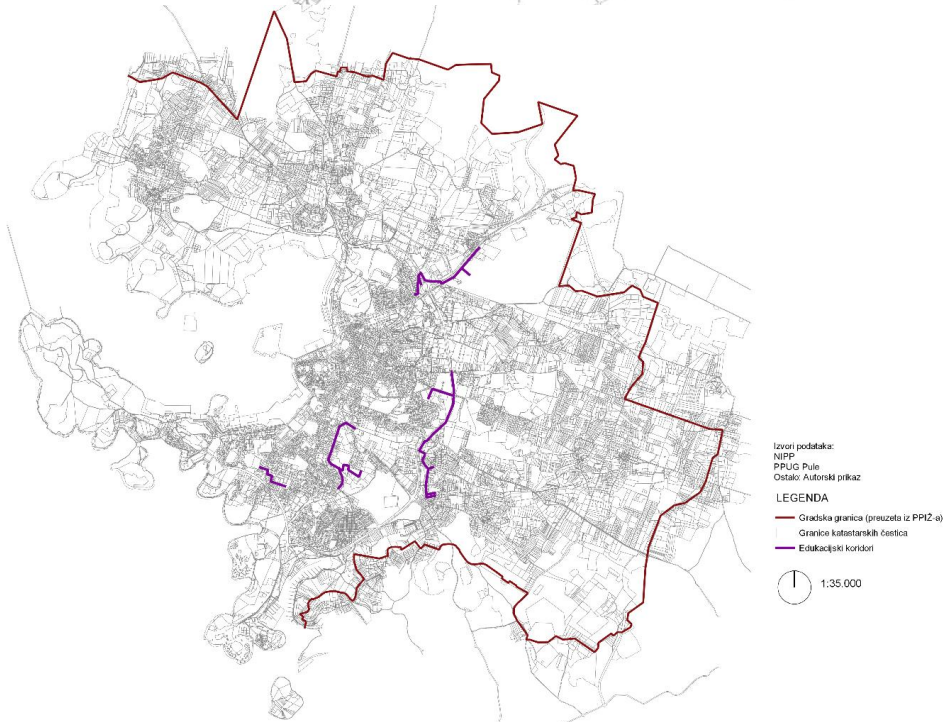 Izvori podataka:
NIPP
PPUG Pule
Ostalo: Autorski prikaz
LEGENDA
Gradska granica (preuzeta iz PPIŽ-a)
Granice katastarskih čestica
Edukacijski koridori
1:35.000